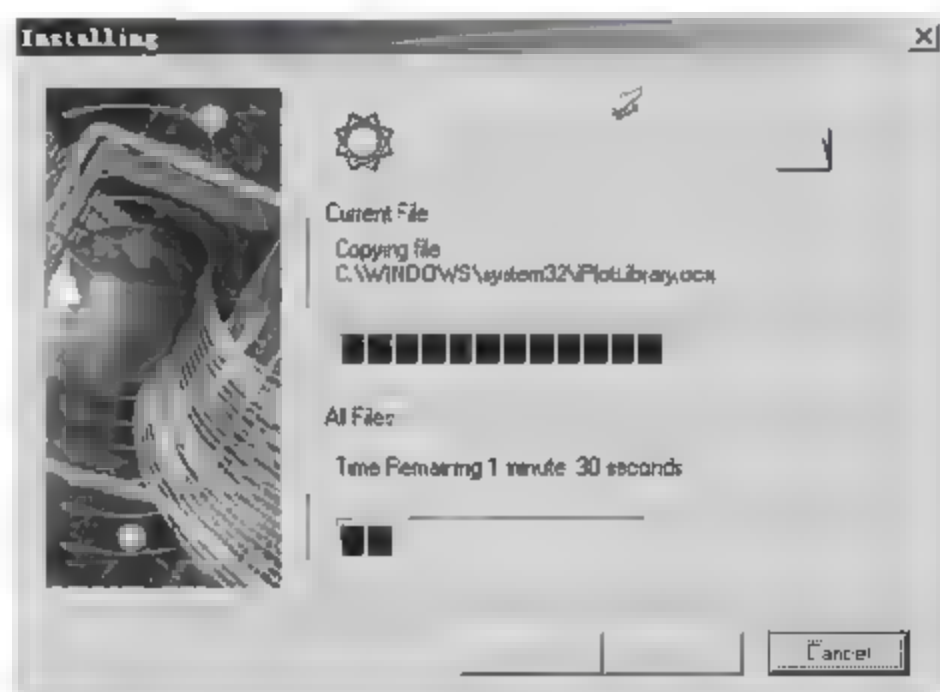 Installing
Current File
Copying file
C:\WINDOWS\system32\iPlotLibrary.ocx
All Files
Time Remaining 1 minute 30 seconds
Cancel